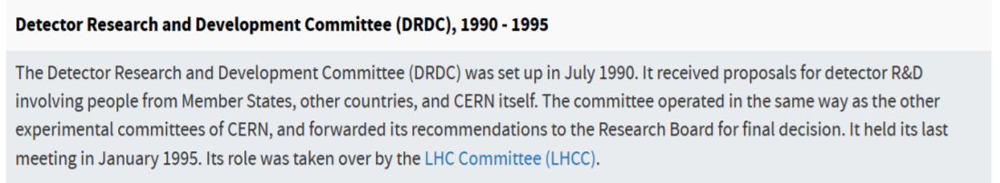 Detector Research and Development Committee (DRDC), 1990 - 1995
The Detector Research and Development Committee (DRDC) was set up in July 1990. It received proposals for detector R&D
involving people from Member States, other countries, and CERN itself. The committee operated in the same way as the other
experimental committees of CERN, and forwarded its recommendations to the Research Board for final decision. It held its last
meeting in January 1995. Its role was taken over by the LHC Committee (LHCC).